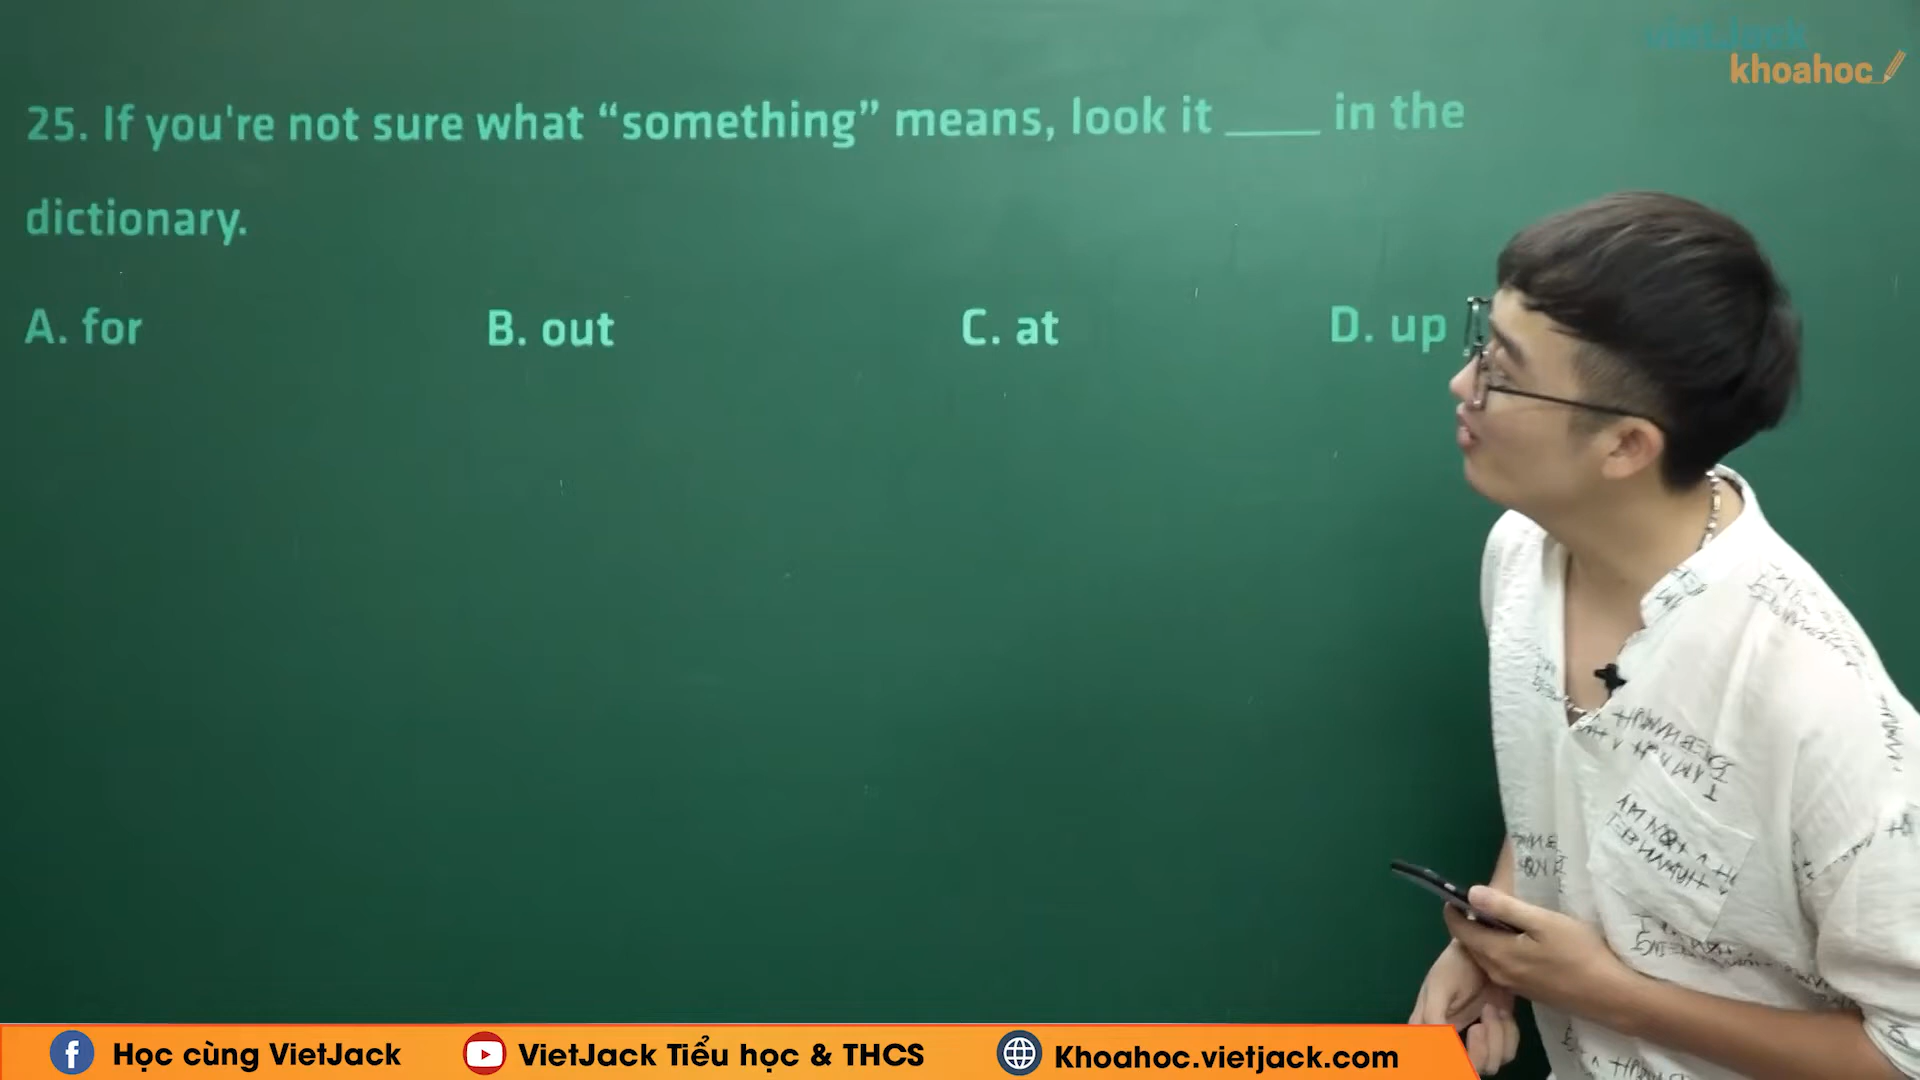 vietJack
khoahoc
25. If you're not sure what “something” means, look it ____ in the
dictionary.
A. for B. out C. at D. up
Học cùng VietJack VietJack Tiểu học & THCS Khoahoc.vietjack.com